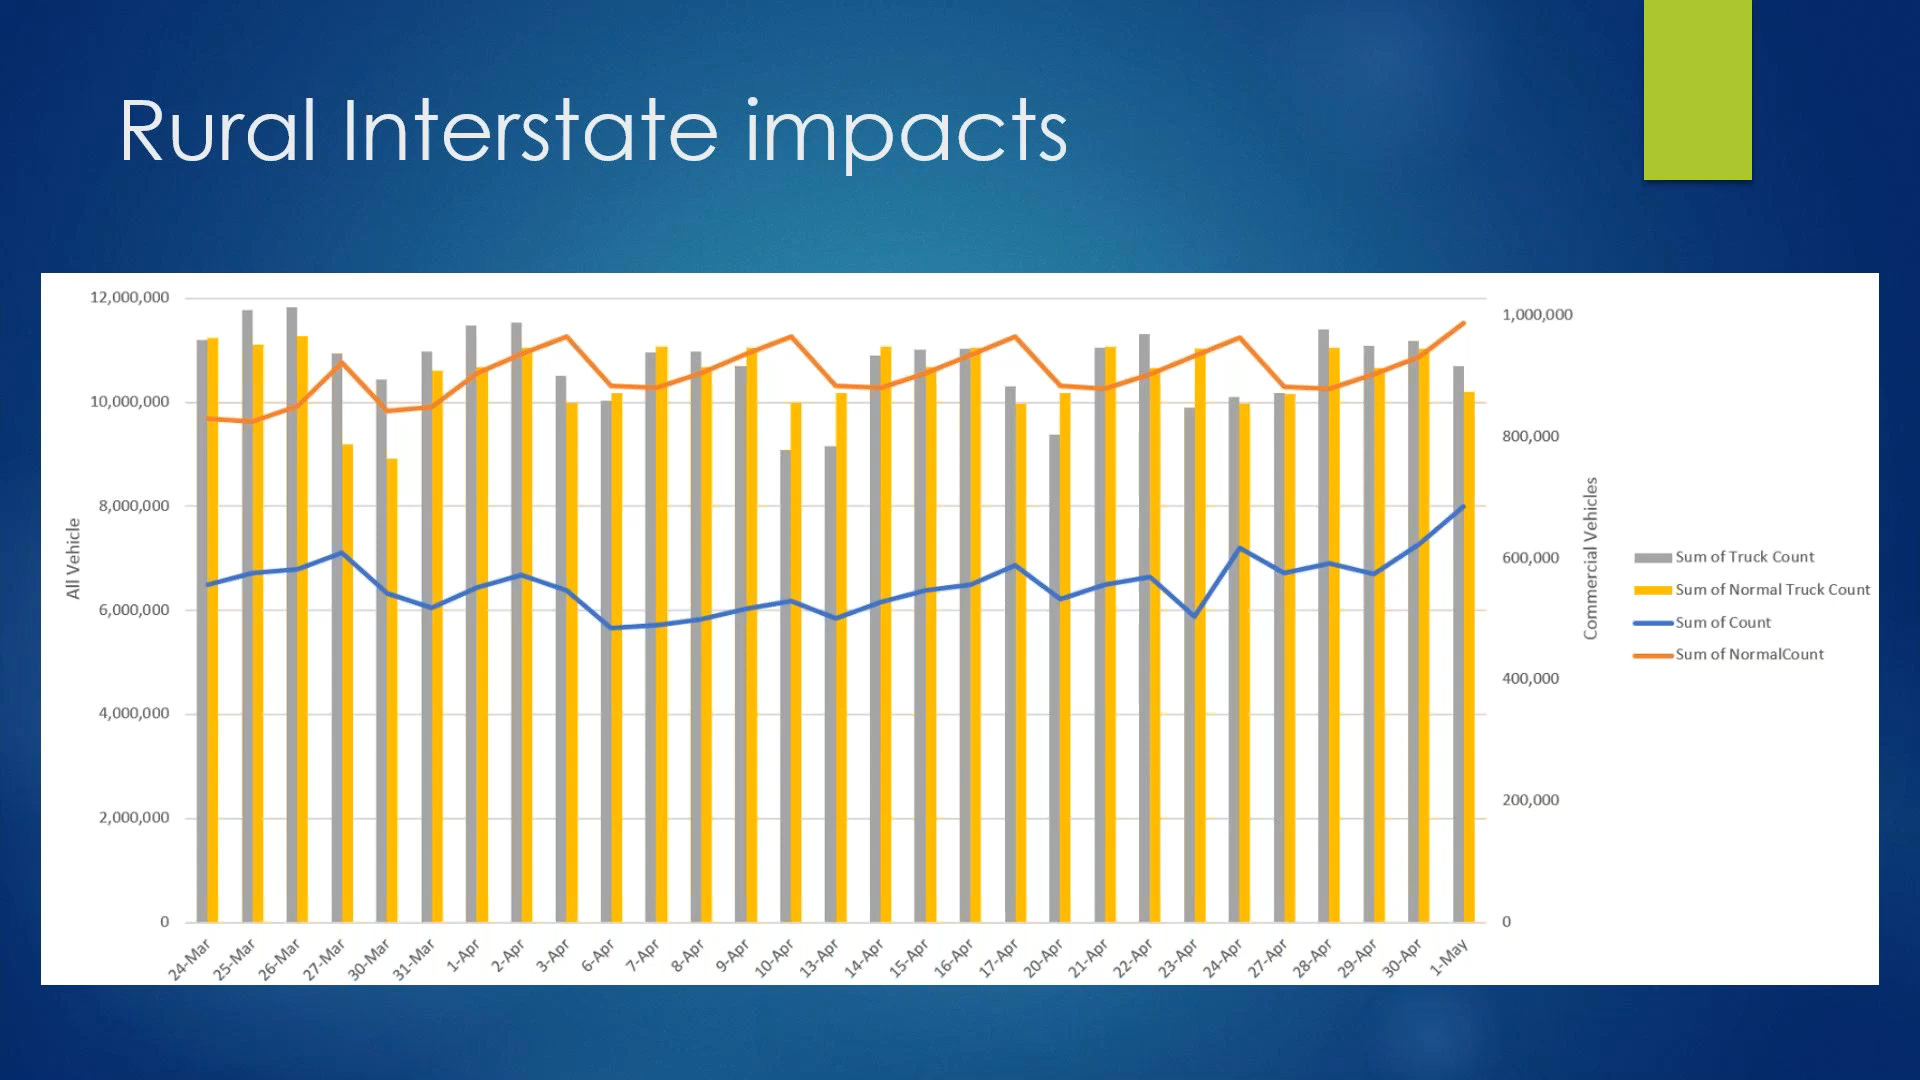 Rural Interstate impacts
12,000,000
10,000,000
8,000,000
6,000,000
4,000,000
2,000,000
0
All Vehicle
1,000,000
800,000
600,000
400,000
200,000
0
Commercial Vehicles
Sum of Truck Count
Sum of Normal Truck Count
Sum of Count
Sum of NormalCount
24-Mar
25-Mar
26-Mar
27-Mar
30-Mar
31-Mar
1-Apr
2-Apr
3-Apr
6-Apr
7-Apr
8-Apr
9-Apr
10-Apr
13-Apr
14-Apr
15-Apr
16-Apr
17-Apr
20-Apr
21-Apr
22-Apr
23-Apr
24-Apr
27-Apr
28-Apr
29-Apr
30-Apr
1-May